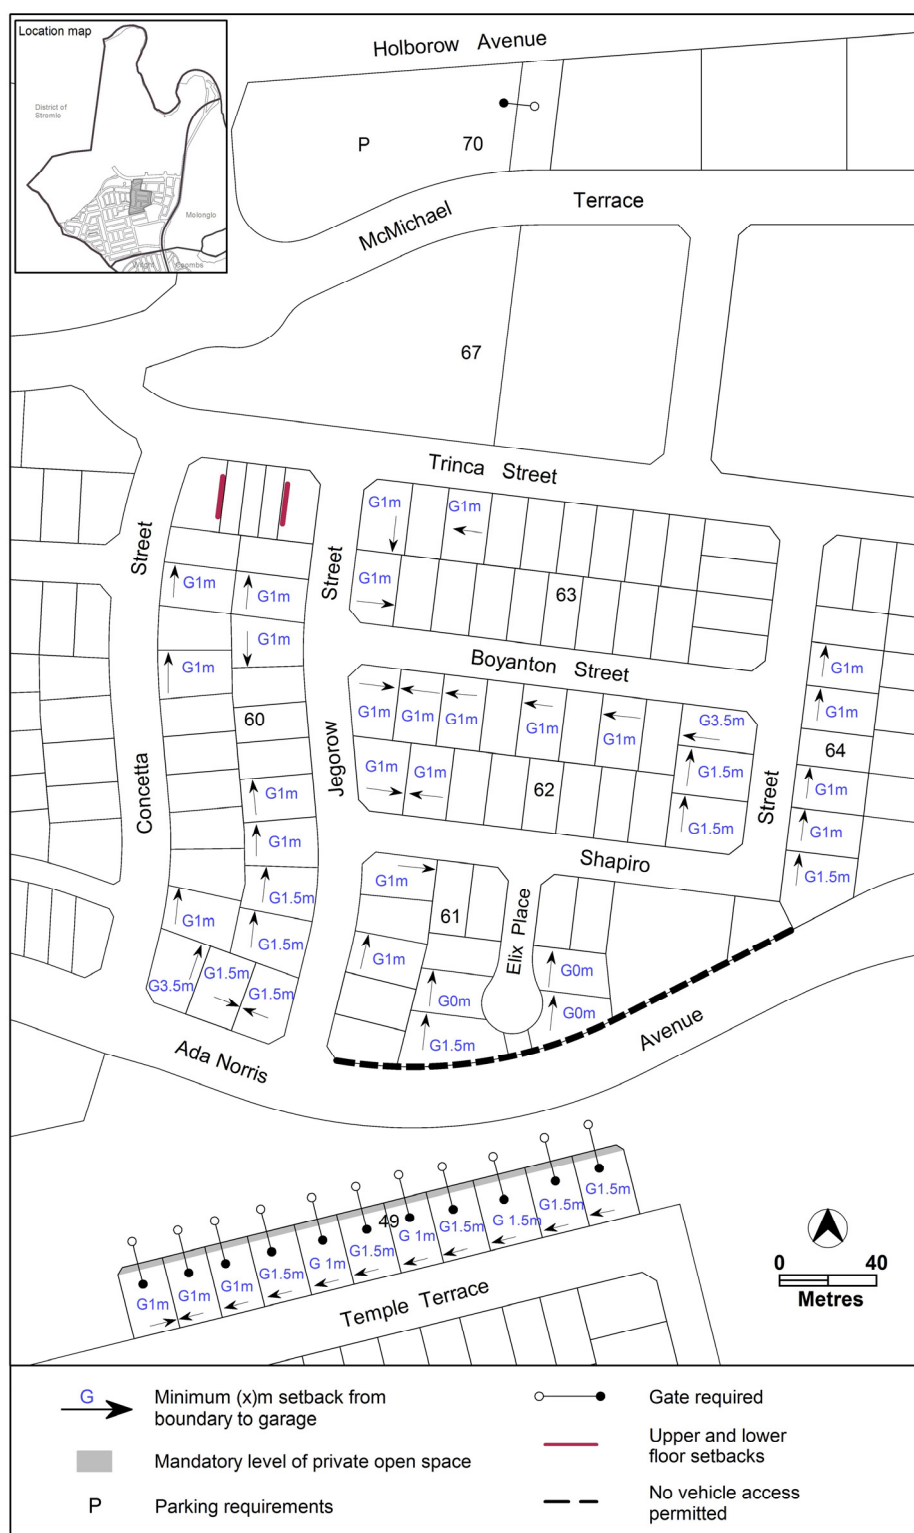 Location map
District of
Stromlo
Molonglo
Wright
Coombs
Holborow Avenue
P
70
McMichael
Terrace
67
Trinca Street
Street
Street
G1m
G1m
G1m
G1m
G1m
63
G1m
G1m
Boyanton Street
G1m
G1m
60
G1m
G1m
G1m
G1m
G1m
G3.5m
64
Jegorow
Concetta
G1m
G1m
G1m
62
G1.5m
G1.5m
Street
G1m
G1m
G1m
G1.5m
Shapiro
G1.5m
G1m
G1m
G1.5m
61
Elix Place
G1m
G0m
G0m
G0m
G3.5m
G1.5m
G1.5m
G1.5m
Ada Norris
Avenue
49
G1m
G1m
G1m
G1.5m
G 1m
G1.5m
G 1m
G1.5m
G 1.5m
G1.5m
G1.5m
Temple Terrace
0 40
Metres
G
Minimum (x)m setback from
boundary to garage
Mandatory level of private open space
P
Parking requirements
Gate required
Upper and lower
floor setbacks
No vehicle access
permitted